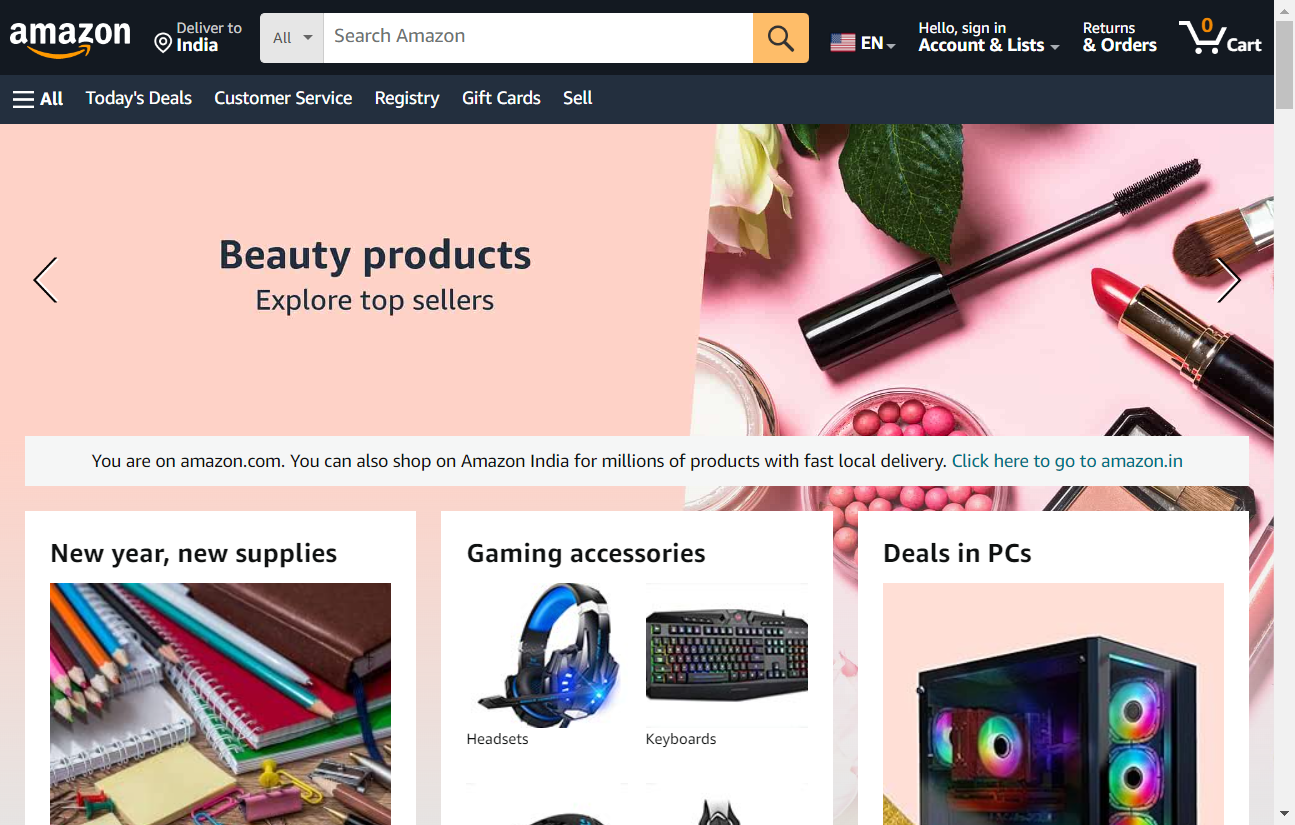 amazon
Deliver to
India
All
Search Amazon
EN
Hello, sign in
Account & Lists
Returns
& Orders
0
Cart
All
Today's Deals
Customer Service
Registry
Gift Cards
Sell
Beauty products
Explore top sellers
You are on amazon.com. You can also shop on Amazon India for millions of products with fast local delivery. Click here to go to amazon.in
New year, new supplies
Gaming accessories
Headsets
Keyboards
Deals in PCs